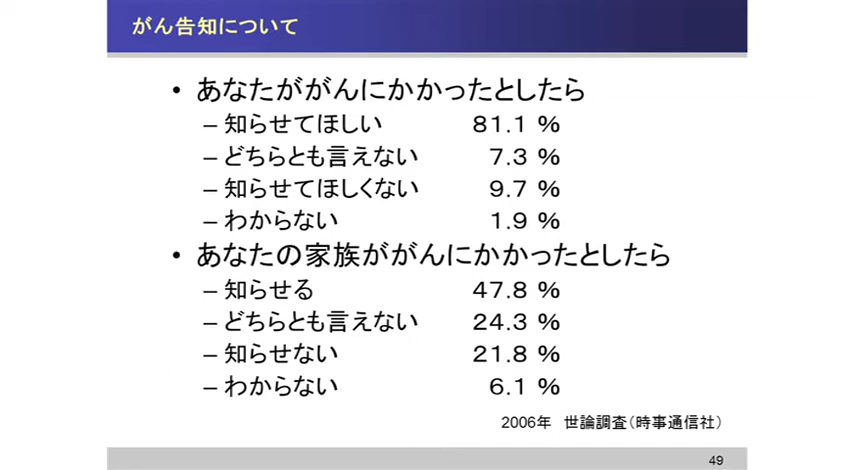 がん告知について
• あなたががんにかかったとしたら
– 知らせてほしい 81.1 %
– どちらとも言えない 7.3 %
– 知らせてほしくない 9.7 %
– わからない 1.9 %
• あなたの家族ががんにかかったとしたら
– 知らせる 47.8 %
– どちらとも言えない 24.3 %
– 知らせない 21.8 %
– わからない 6.1 %
2006年 世論調査（時事通信社）
49